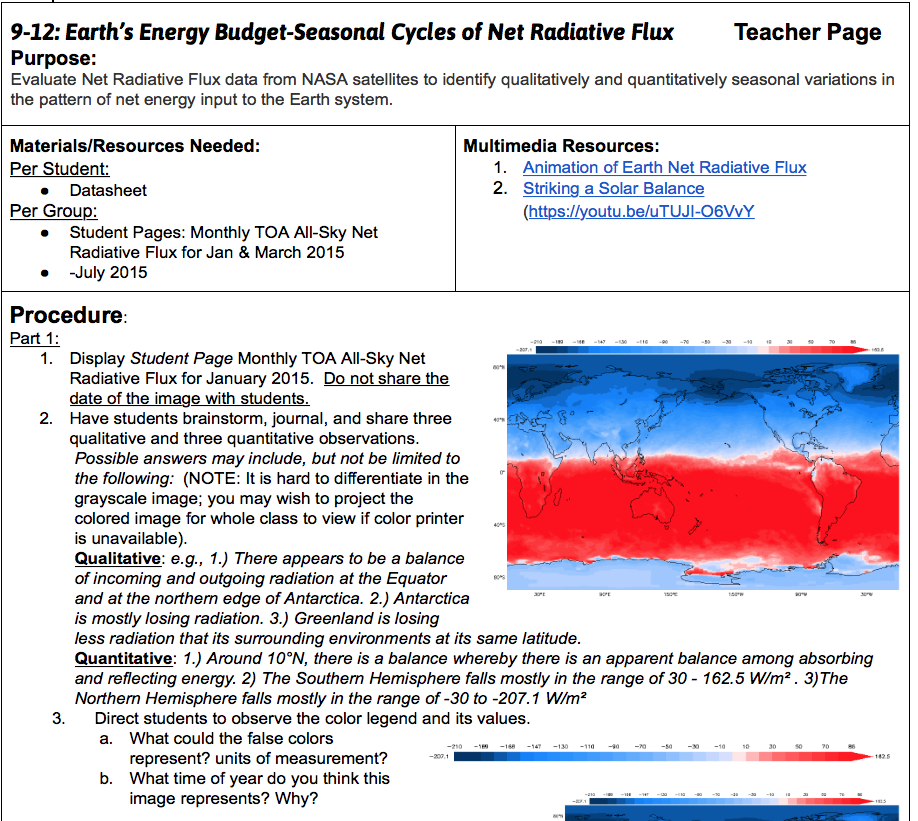 9-12: Earth's Energy Budget-Seasonal Cycles of Net Radiative Flux Teacher Page
Purpose:
Evaluate Net Radiative Flux data from NASA satellites to identify qualitatively and quantitatively seasonal variations in
the pattern of net energy input to the Earth system.
Materials/Resources Needed:
Per Student:
● Datasheet
Per Group:
● Student Pages: Monthly TOA All-Sky Net
Radiative Flux for Jan & March 2015
● -July 2015
Multimedia Resources:
1. Animation of Earth Net Radiative Flux
2. Striking a Solar Balance
(https://youtu.be/uTUJI-O6VvY
Procedure:
Part 1:
1. Display Student Page Monthly TOA All-Sky Net
Radiative Flux for January 2015. Do not share the
date of the image with students.
2. Have students brainstorm, journal, and share three
qualitative and three quantitative observations.
Possible answers may include, but not be limited to
the following: (NOTE: It is hard to differentiate in the
grayscale image; you may wish to project the
colored image for whole class to view if color printer
is unavailable).
Qualitative: e.g., 1.) There appears to be a balance
of incoming and outgoing radiation at the Equator
and at the northern edge of Antarctica. 2.) Antarctica
is mostly losing radiation. 3.) Greenland is losing
less radiation that its surrounding environments at its same latitude.
Quantitative: 1.) Around 10°N, there is a balance whereby there is an apparent balance among absorbing
and reflecting energy. 2) The Southern Hemisphere falls mostly in the range of 30 - 162.5 W/m². 3)The
Northern Hemisphere falls mostly in the range of -30 to -207.1 W/m²
3. Direct students to observe the color legend and its values.
a. What could the false colors
represent? units of measurement?
b. What time of year do you think this
image represents? Why?
-210 -189 -168 -147 -130 -110 -90 -70 -50 -30 -10 10 30 50 70 86
-207.1 162.5
60°N
40°N
0°
40°S
60°S
30°E 90°E 150°E 150°W 90°W 30°W
-210 -189 -168 -147 -130 -110 -90 -70 -50 -30 -10 10 30 50 70 86
-207.1 162.5